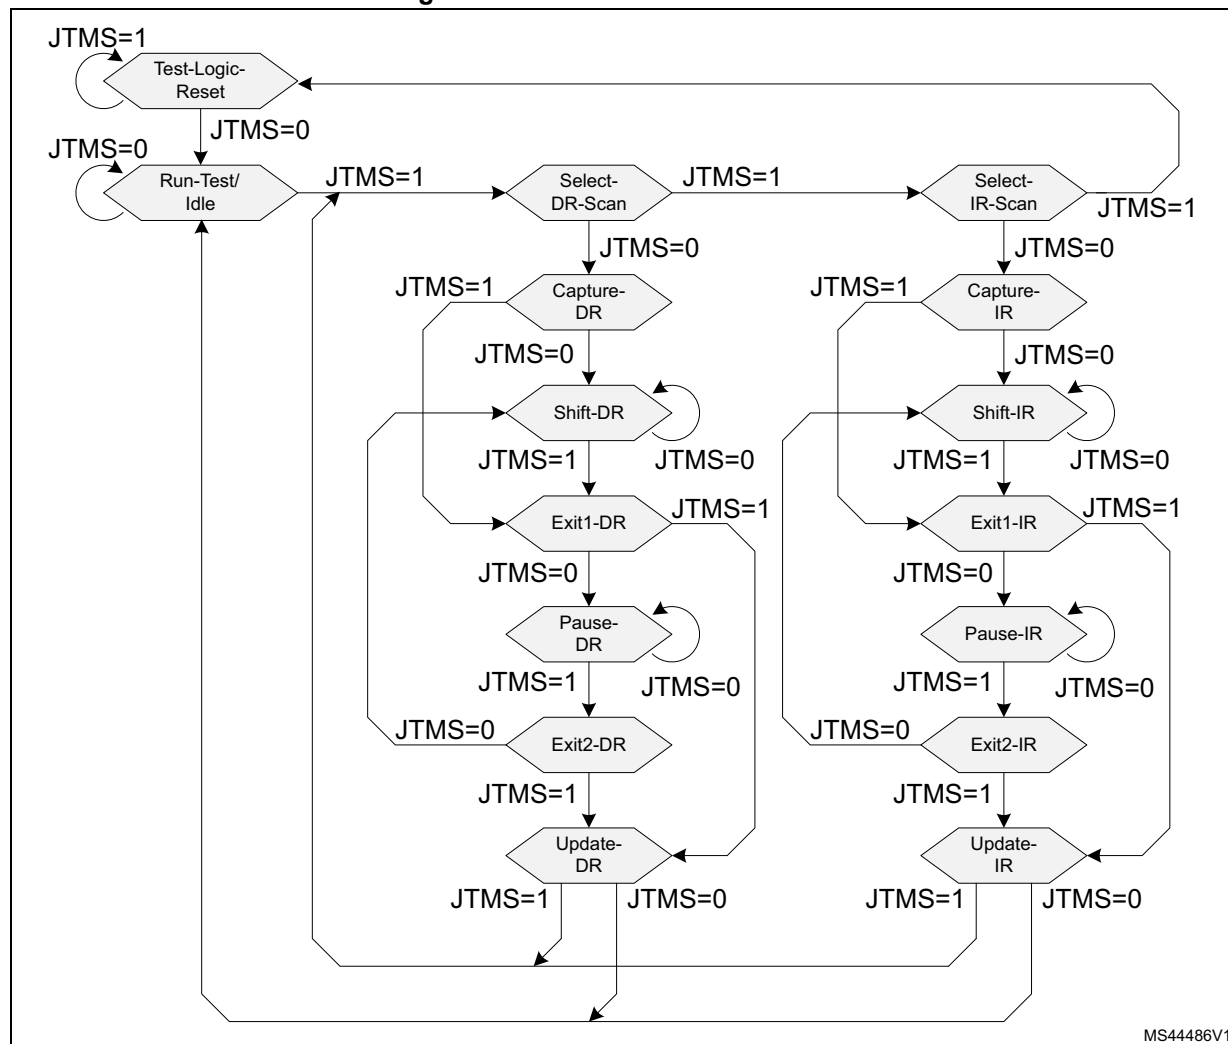 JTMS=1
Test-Logic-
Reset
JTMS=0
JTMS=0
Run-Test/
Idle
JTMS=1
Select-
DR-Scan
JTMS=1
Select-
IR-Scan
JTMS=1
JTMS=0
JTMS=0
JTMS=1
Capture-
DR
JTMS=1
Capture-
IR
JTMS=0
JTMS=0
Shift-DR
Shift-IR
JTMS=1
JTMS=0
JTMS=1
JTMS=0
Exit1-DR
JTMS=1
Exit1-IR
JTMS=1
JTMS=0
JTMS=0
Pause-
DR
Pause-IR
JTMS=1
JTMS=0
JTMS=1
JTMS=0
JTMS=0
Exit2-DR
JTMS=0
Exit2-IR
JTMS=1
JTMS=1
Update-
DR
Update-
IR
JTMS=1
JTMS=0
JTMS=1
JTMS=0
MS44486V1